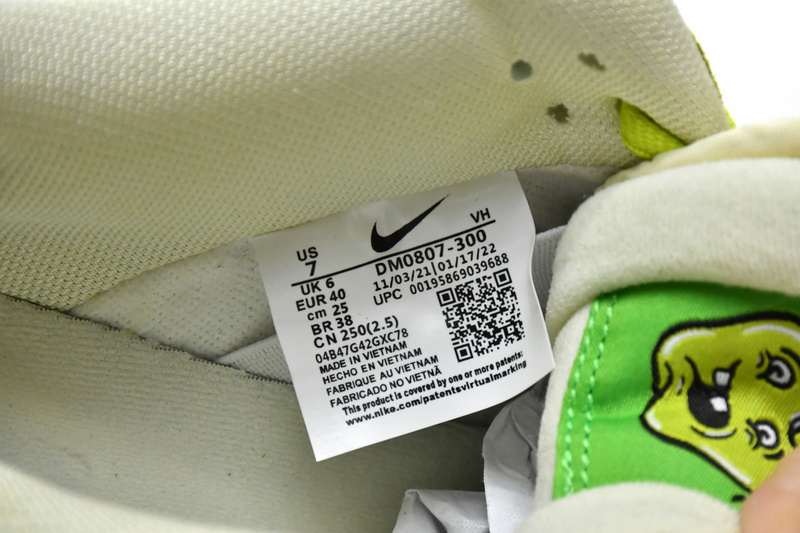 VH
US
7
DM0807-300
UK 6
11/03/21|01/17/22
EUR 40
UPC 00195869039688
cm 25
BR 38
CN 250(2.5)
04B47G42GXC78
MADE IN VIETNAM
HECHO EN VIETNAM
FABRIQUE AU VIETNAM
FABRICADO NO VIETNÃ
This product is covered by one or more patents:
www.nike.com/patentsvirtualmarking